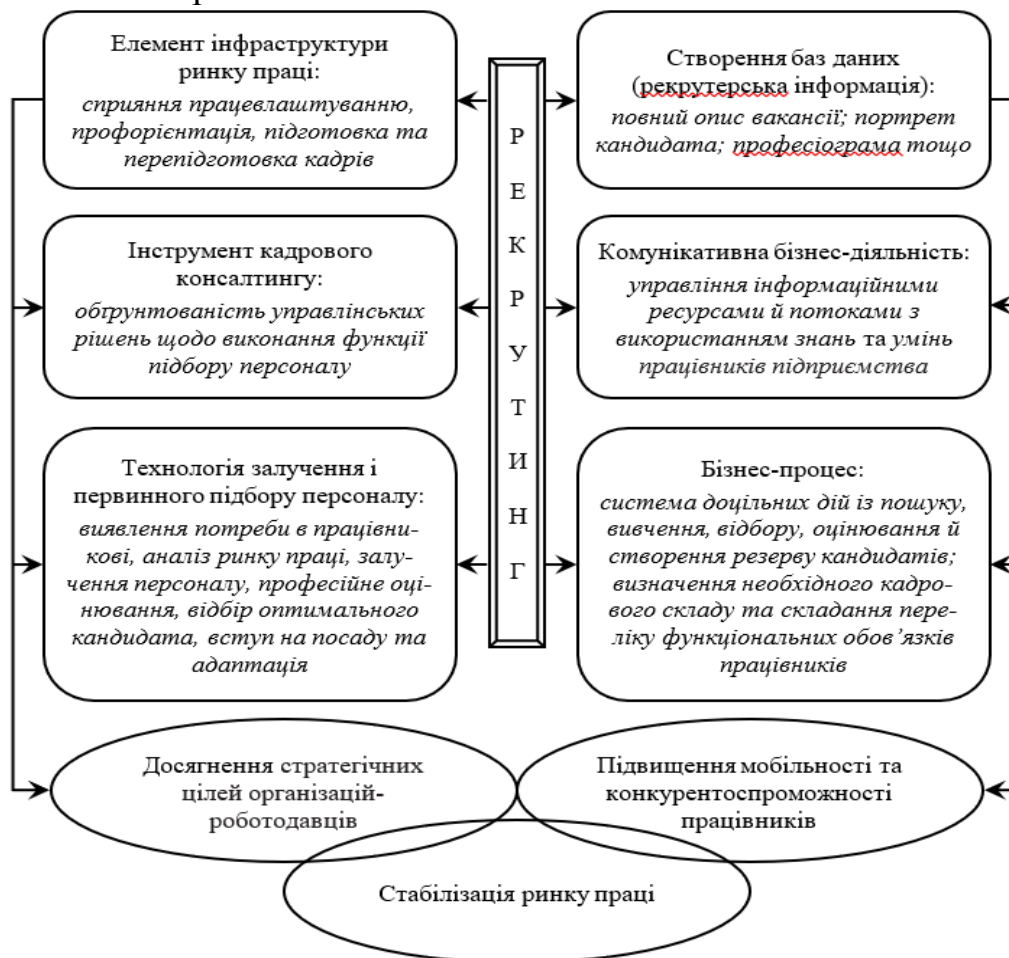 Елемент інфраструктури
ринку праці:
сприяння працевлаштуванню,
профорієнтація, підготовка та
перепідготовка кадрів
Інструмент кадрового
консалтингу:
обґрунтованість управлінських
рішень щодо виконання функції
підбору персоналу
Технологія залучення і
первинного підбору персоналу:
виявлення потреби в працівни-
кові, аналіз ринку праці, залу-
чення персоналу, професійне оці-
нювання, відбір оптимального
кандидата, вступ на посаду та
адаптація
Р
Е
К
Р
У
Т
И
Н
Г
Створення баз даних
(рекрутерська інформація):
повний опис вакансії; портрет
кандидата; професіограма тощо
Комунікативна бізнес-діяльність:
управління інформаційними
ресурсами й потоками з
використанням знань та умінь
працівників підприємства
Бізнес-процес:
система доцільних дій із пошуку,
вивчення, відбору, оцінювання й
створення резерву кандидатів;
визначення необхідного кадро-
вого складу та складання пере-
ліку функціональних обов’язків
працівників
Досягнення стратегічних
цілей організацій-
роботодавців
Підвищення мобільності та
конкурентоспроможності
працівників
Стабілізація ринку праці